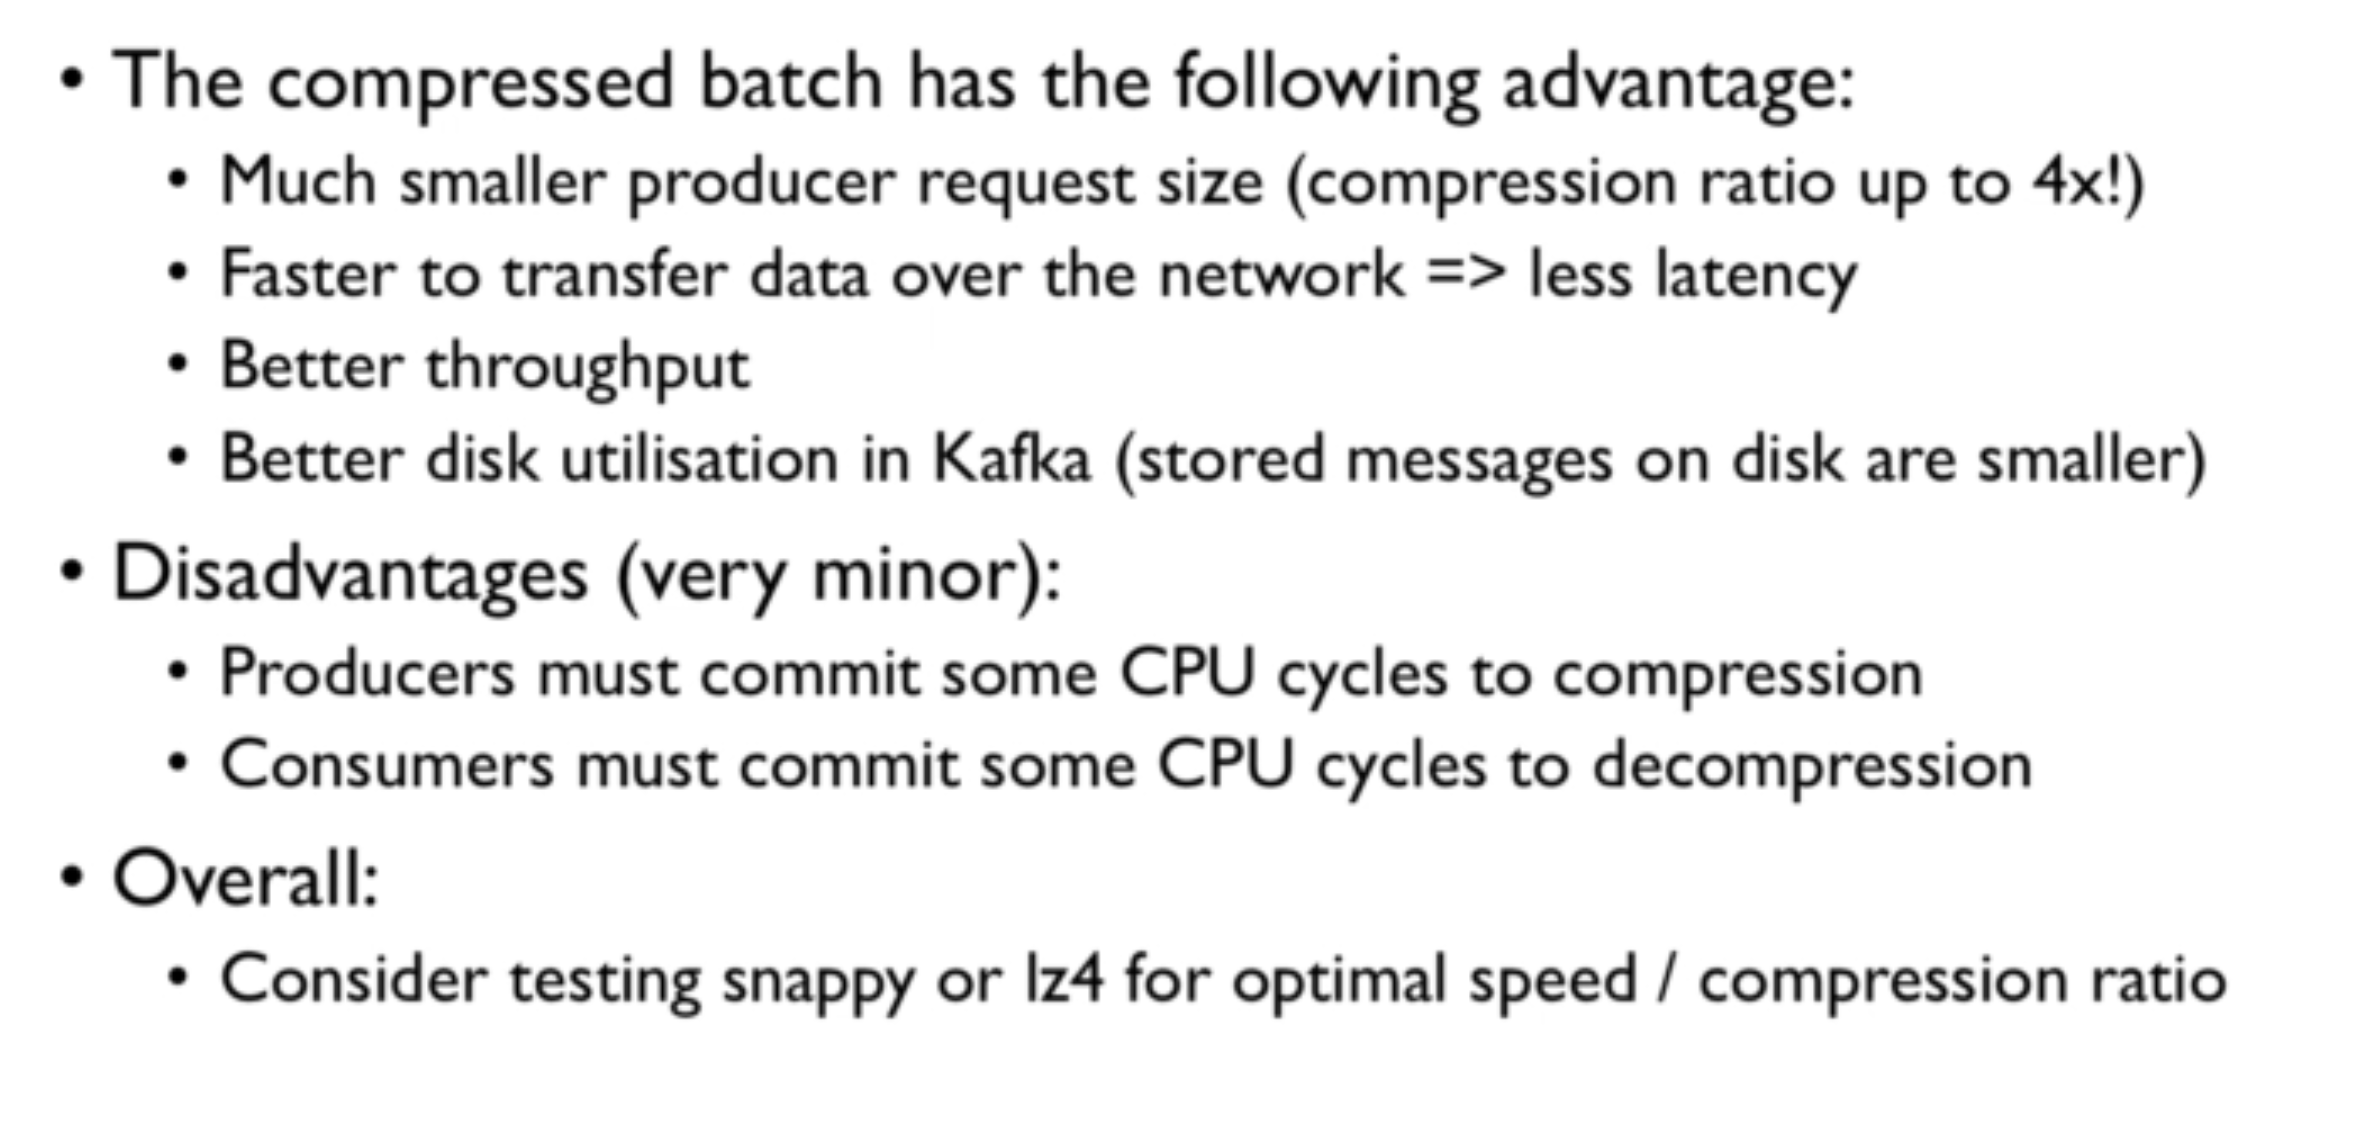 • The compressed batch has the following advantage:
• Much smaller producer request size (compression ratio up to 4x!)
• Faster to transfer data over the network => less latency
• Better throughput
• Better disk utilisation in Kafka (stored messages on disk are smaller)
• Disadvantages (very minor):
• Producers must commit some CPU cycles to compression
• Consumers must commit some CPU cycles to decompression
• Overall:
• Consider testing snappy or lz4 for optimal speed / compression ratio